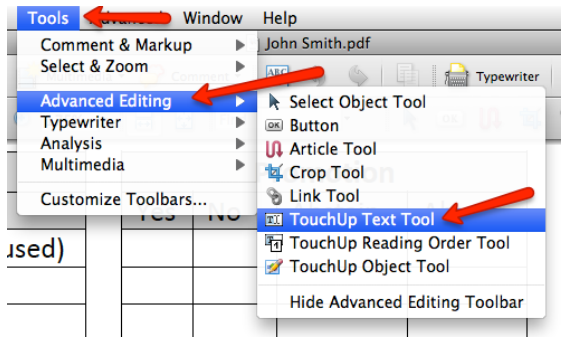 Tools Advanced Window Help
Comment & Markup
Select & Zoom
Advanced Editing
Typewriter
Analysis
Multimedia
Customize Toolbars...
John Smith.pdf
Typewriter
Select Object Tool
OK Button
Article Tool
Crop Tool
Link Tool
TouchUp Text Tool
TouchUp Reading Order Tool
TouchUp Object Tool
Hide Advanced Editing Toolbar
Yes No
used)